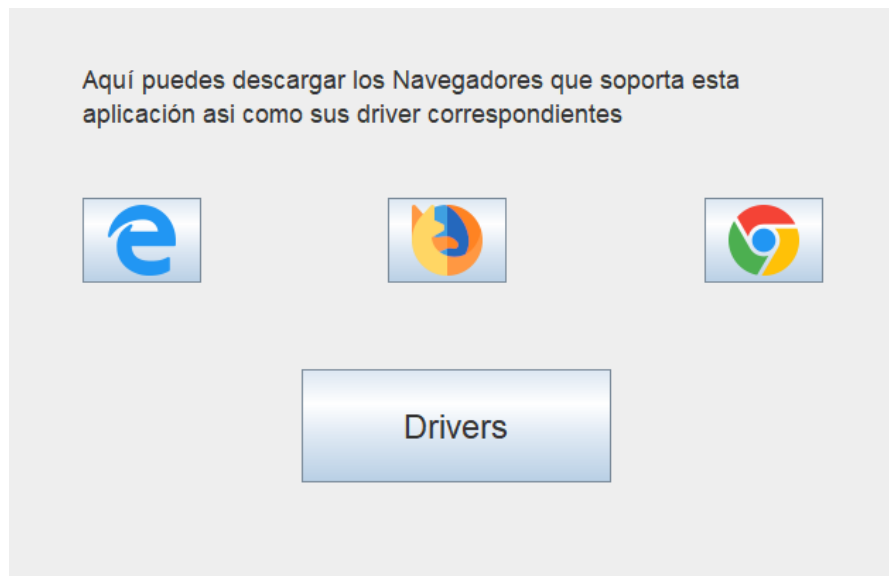 Aquí puedes descargar los Navegadores que soporta esta
aplicación asi como sus driver correspondientes
Drivers